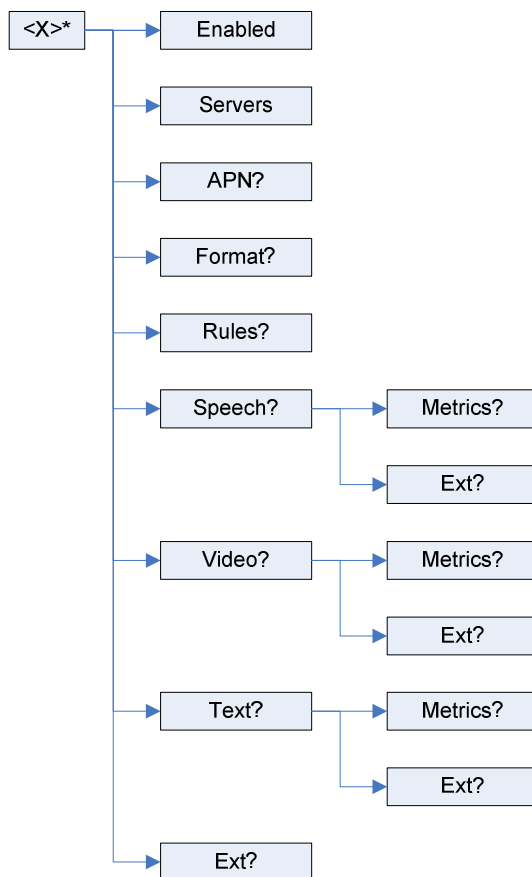 <X>*
Enabled
Servers
APN?
Format?
Rules?
Speech?
Metrics?
Ext?
Video?
Metrics?
Ext?
Text?
Metrics?
Ext?
Ext?